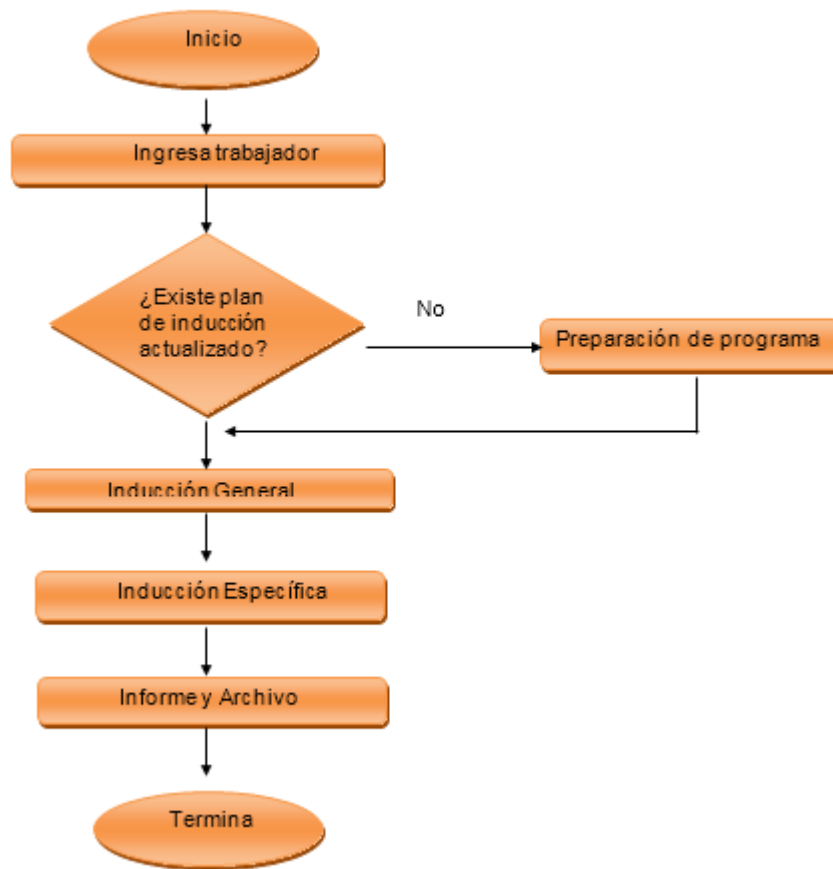 Inicio
Ingresa trabajador
¿Existe plan
de inducción
actualizado?
No
Preparación de programa
Inducción General
Inducción Específica
Informe y Archivo
Termina